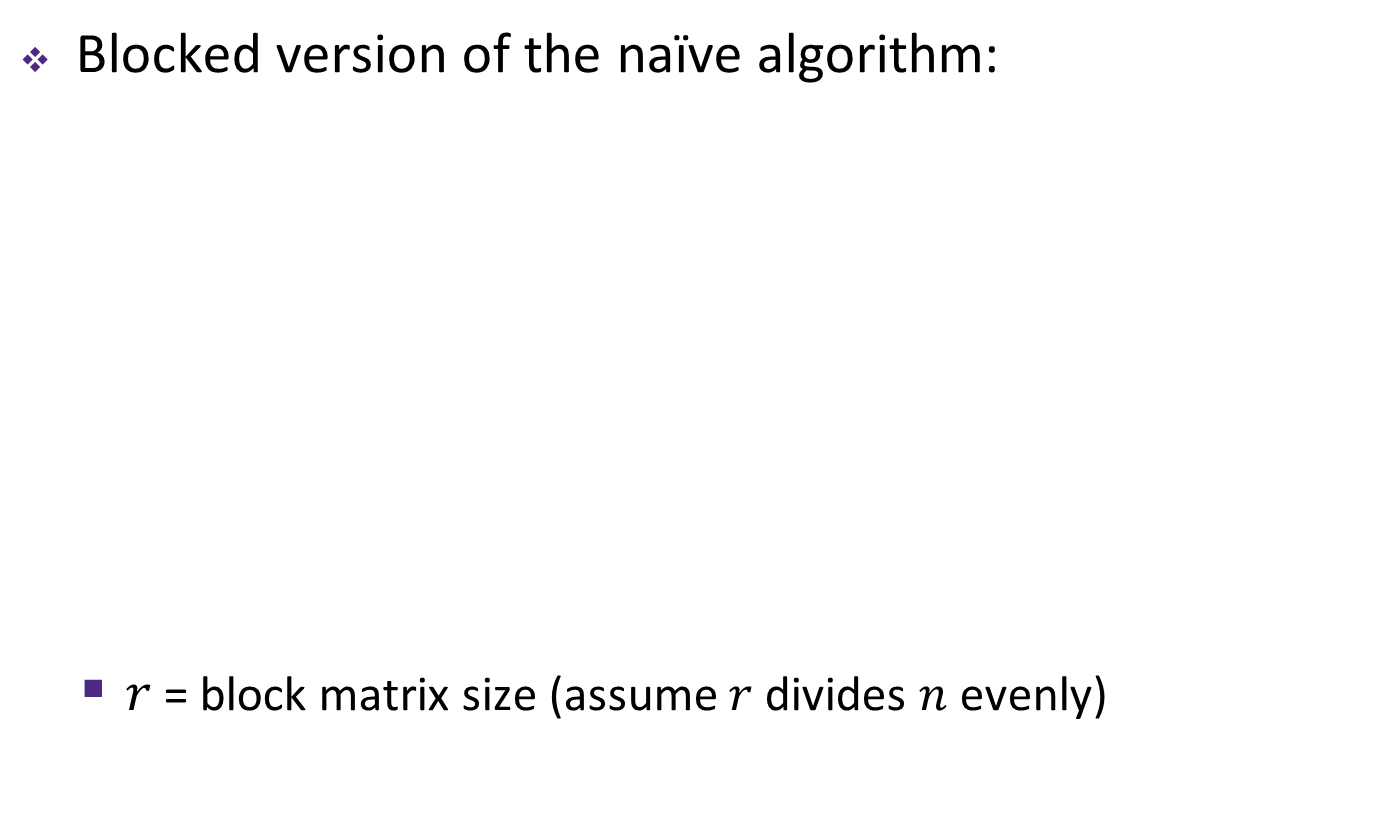 ❖ Blocked version of the naïve algorithm:
■ 𝑟 = block matrix size (assume 𝑟 divides 𝑛 evenly)